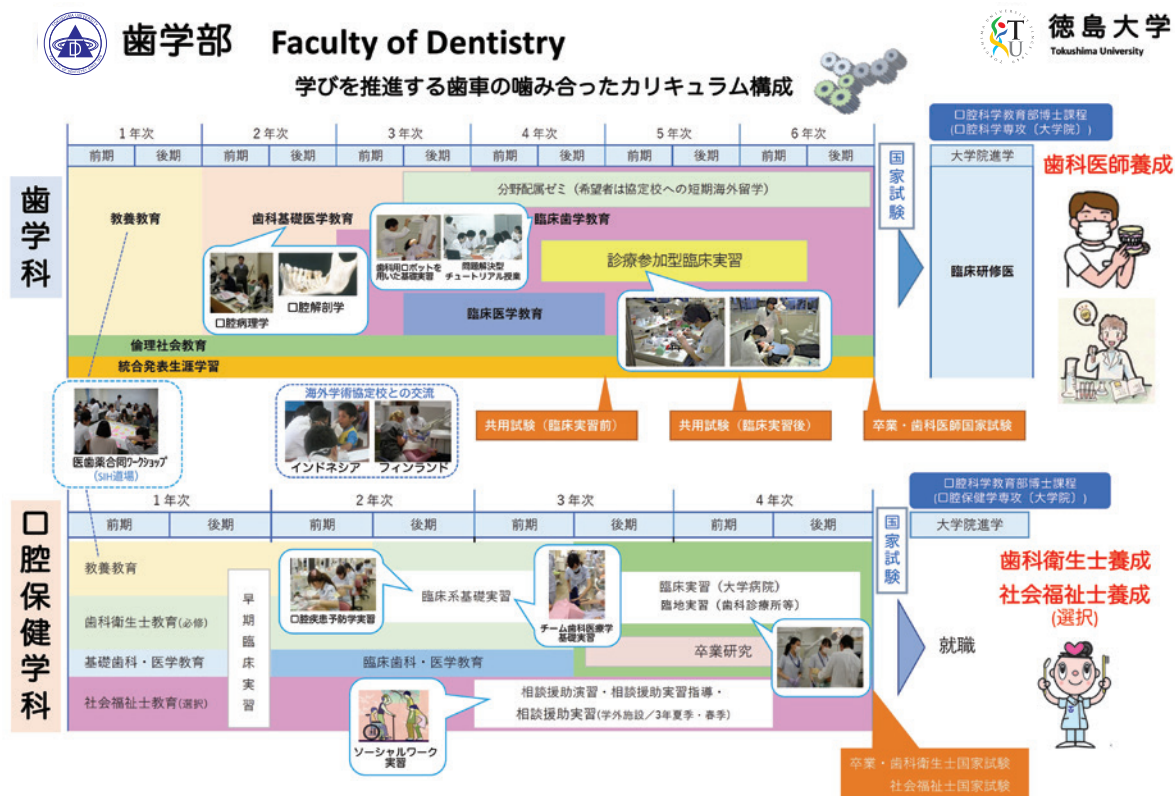 歯学部 Faculty of Dentistry
徳島大学
Tokushima University
学びを推進する歯車の噛み合ったカリキュラム構成
歯学科
1年次 2年次 3年次 4年次 5年次 6年次
前期 後期 前期 後期 前期 後期 前期 後期 前期 後期 前期 後期
国家試験
口腔科学教育部博士課程
(口腔科学専攻〔大学院〕)
大学院進学
歯科医師養成
分野配属ゼミ(希望者は協定校への短期海外留学)
教養教育
歯科基礎医学教育
臨床歯学教育
歯科用ロボットを
用いた基礎実習
問題解決型
チュートリアル授業
診療参加型臨床実習
臨床研修医
口腔病理学
口腔解剖学
臨床医学教育
倫理社会教育
統合発表生涯学習
医歯薬合同ワークショップ
(SIH道場)
海外学術協定校との交流
インドネシア
フィンランド
共用試験(臨床実習前)
共用試験(臨床実習後)
卒業・歯科医師国家試験
口腔保健学科
1年次 2年次 3年次 4年次
前期 後期 前期 後期 前期 後期 前期 後期
国家試験
口腔科学教育部博士課程
(口腔保健学専攻〔大学院〕)
大学院進学
歯科衛生士養成
社会福祉士養成
(選択)
就職
教養教育
歯科衛生士教育(必修)
基礎歯科・医学教育
社会福祉士教育(選択)
早期臨床実習
口腔疾患予防学実習
臨床系基礎実習
チーム歯科医療学
基礎実習
臨床実習(大学病院)
臨地実習(歯科診療所等)
卒業研究
臨床歯科・医学教育
ソーシャルワーク
実習
相談援助演習・相談援助実習指導・
相談援助実習(学外施設/3年夏季・春季)
卒業・歯科衛生士国家試験
社会福祉士国家試験